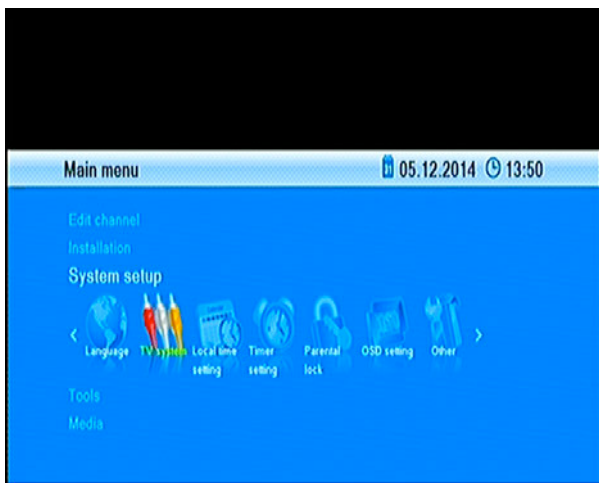 Main menu 31 05.12.2014 13:50
Edit channel
Installation
System setup
Language TV system Local time setting Timer setting Parental lock OSD setting Other
Tools
Media